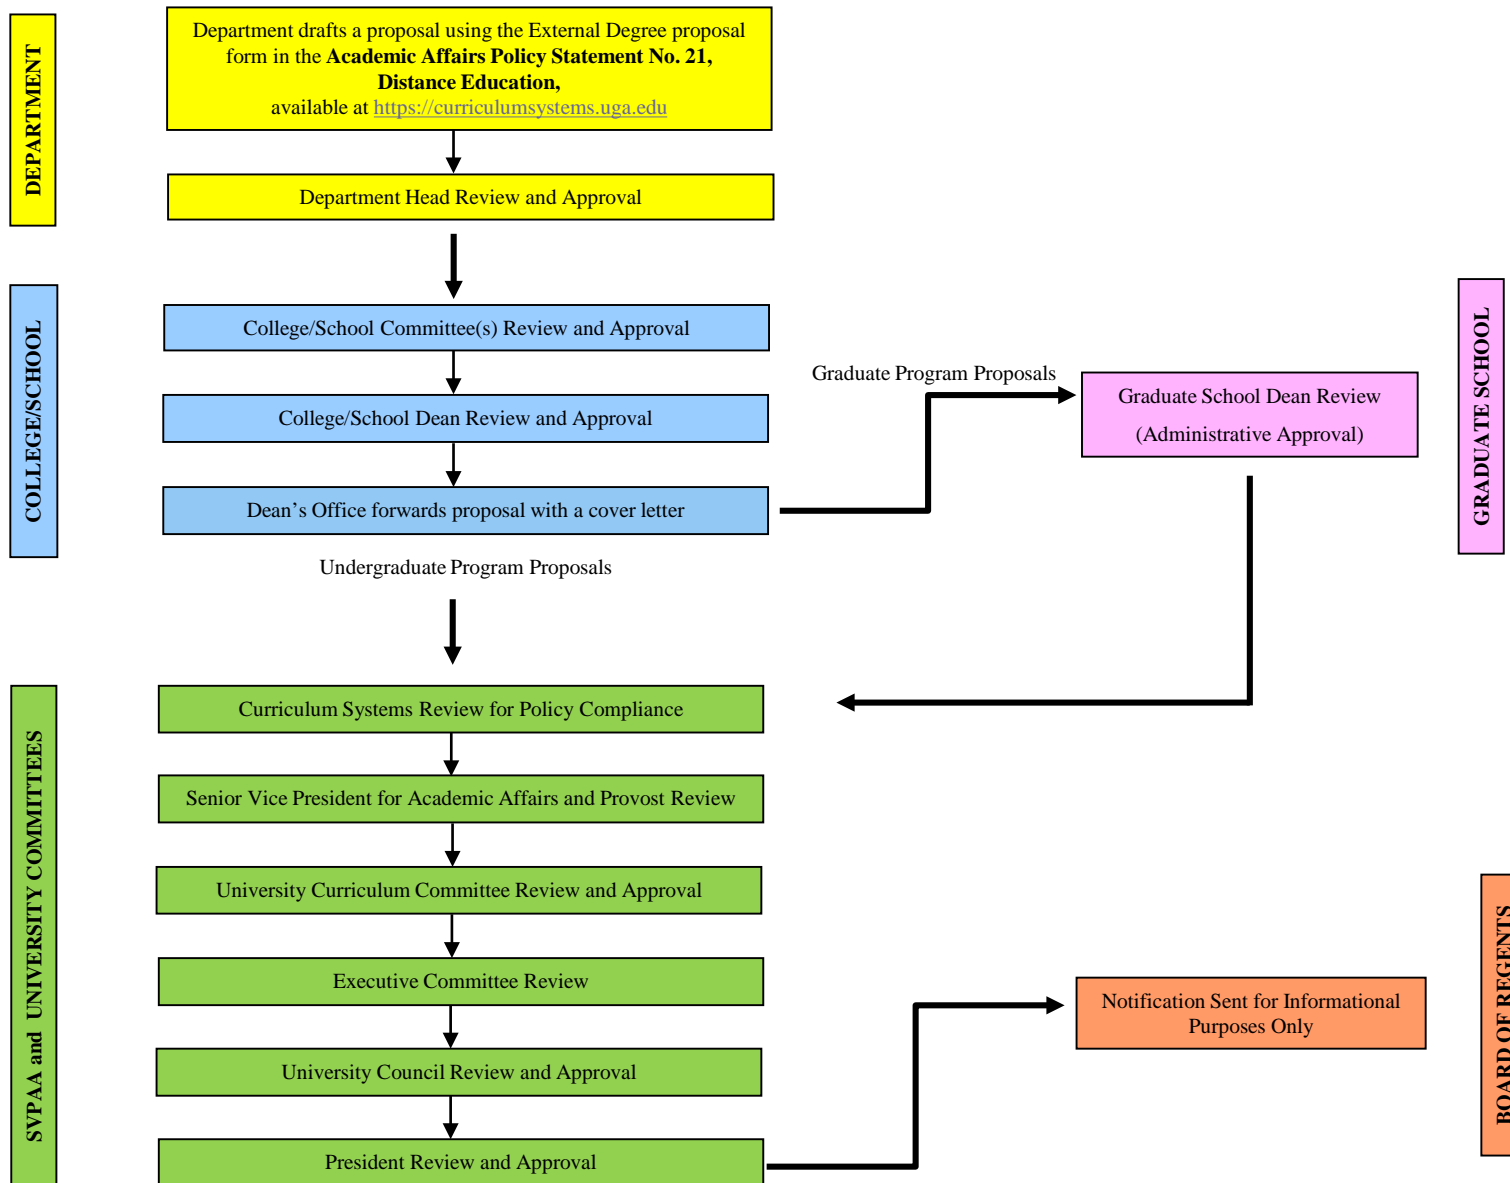 DEPARTMENT
Department drafts a proposal using the External Degree proposal
form in the Academic Affairs Policy Statement No. 21,
Distance Education,
available at https://curriculumsystems.uga.edu
Department Head Review and Approval
COLLEGE/SCHOOL
College/School Committee(s) Review and Approval
College/School Dean Review and Approval
Dean’s Office forwards proposal with a cover letter
Graduate Program Proposals
Graduate School Dean Review
(Administrative Approval)
GRADUATE SCHOOL
Undergraduate Program Proposals
SVPAA and UNIVERSITY COMMITTEES
Curriculum Systems Review for Policy Compliance
Senior Vice President for Academic Affairs and Provost Review
University Curriculum Committee Review and Approval
Executive Committee Review
University Council Review and Approval
President Review and Approval
Notification Sent for Informational
Purposes Only
BOARD OF REGENTS